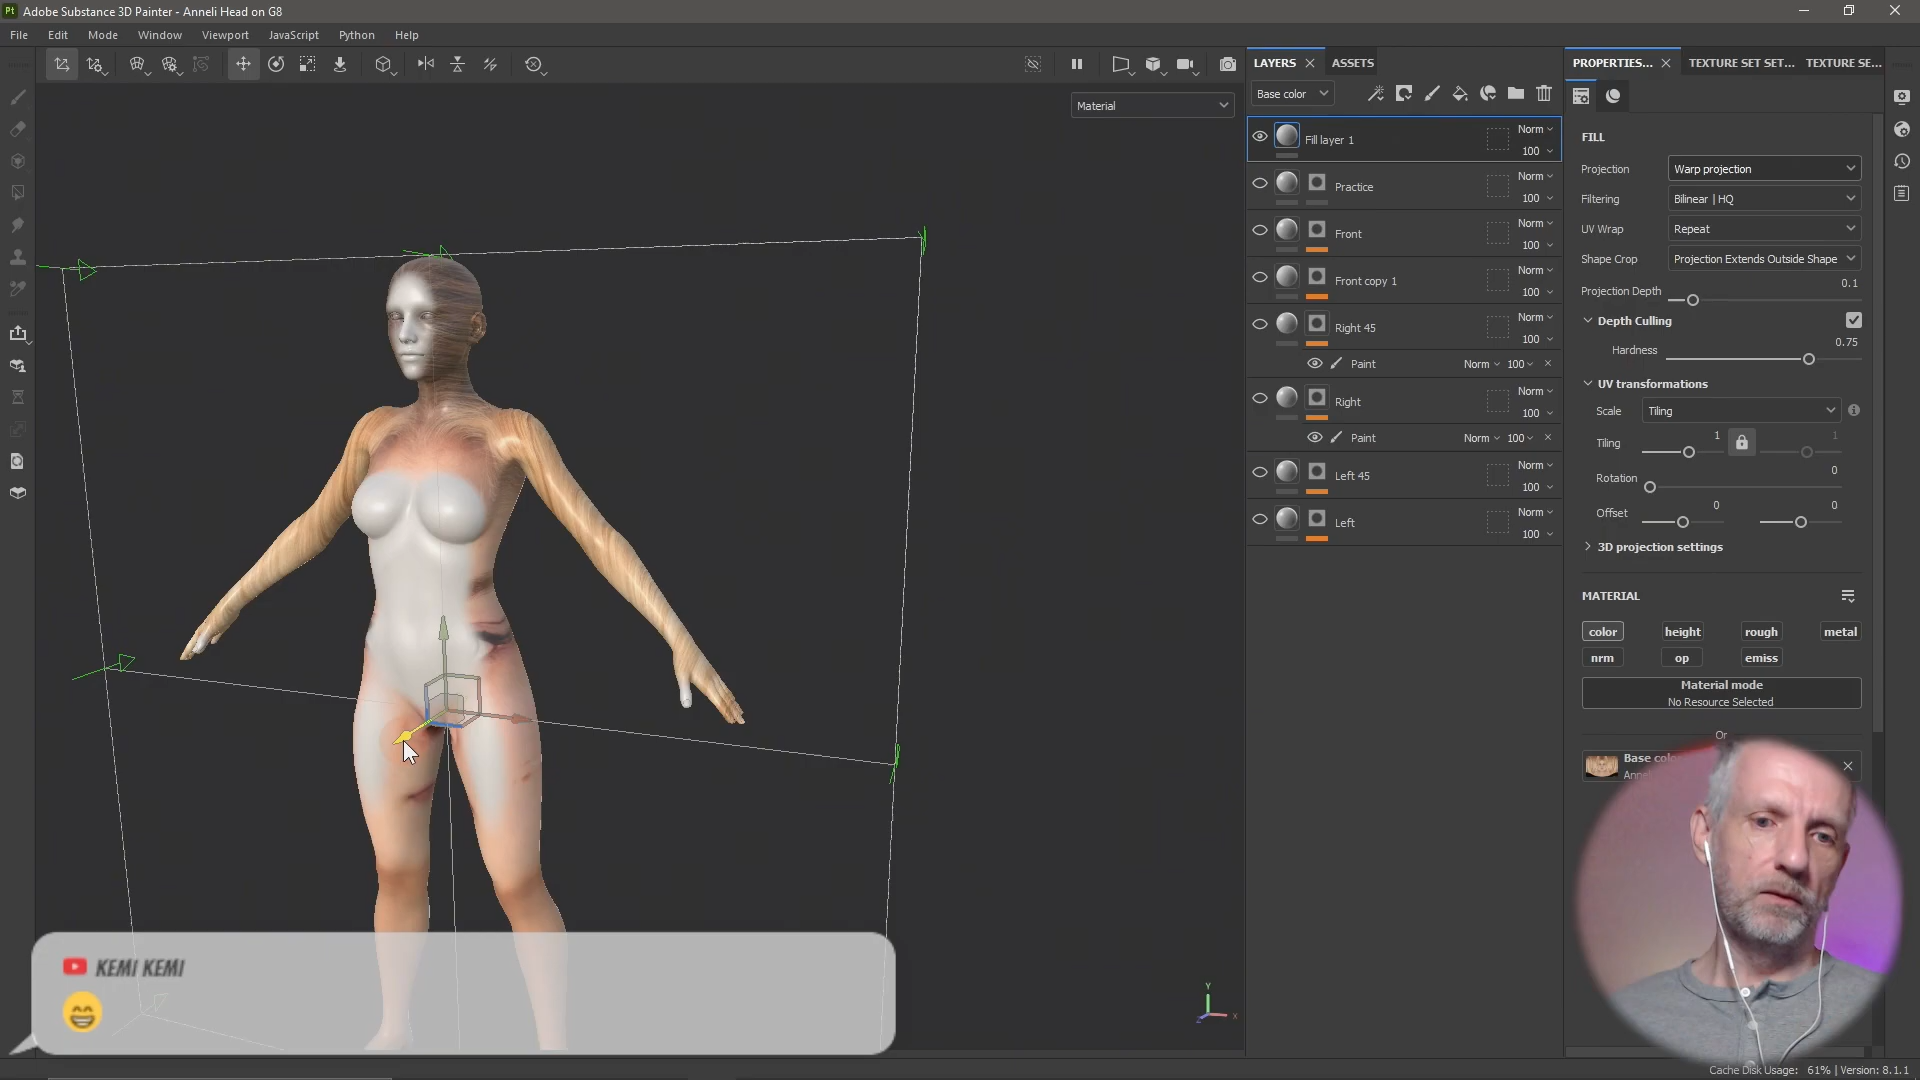 Pt Adobe Substance 3D Painter - Anneli Head on G8
File Edit Mode Window Viewport JavaScript Python Help
Material
LAYERS ASSETS
Base color
Fill layer 1 Norm 100
Practice Norm 100
Front Norm 100
Front copy 1 Norm 100
Right 45 Norm 100
Paint Norm 100
Right Norm 100
Paint Norm 100
Left 45 Norm 100
Left Norm 100
PROPERTIES... TEXTURE SET SET... TEXTURE SE...
FILL
Projection Warp projection
Filtering Bilinear | HQ
UV Wrap Repeat
Shape Crop Projection Extends Outside Shape
Projection Depth 0.1
Depth Culling
Hardness 0.75
UV transformations
Scale Tiling
Tiling 1 1
Rotation 0
Offset 0 0
3D projection settings
MATERIAL
color height rough metal
nrm op emiss
Material mode
No Resource Selected
Or
Base colo
Anne
KEMI KEMI
Y
X
Z
Cache Disk Usage: 61% | Version: 8.1.1